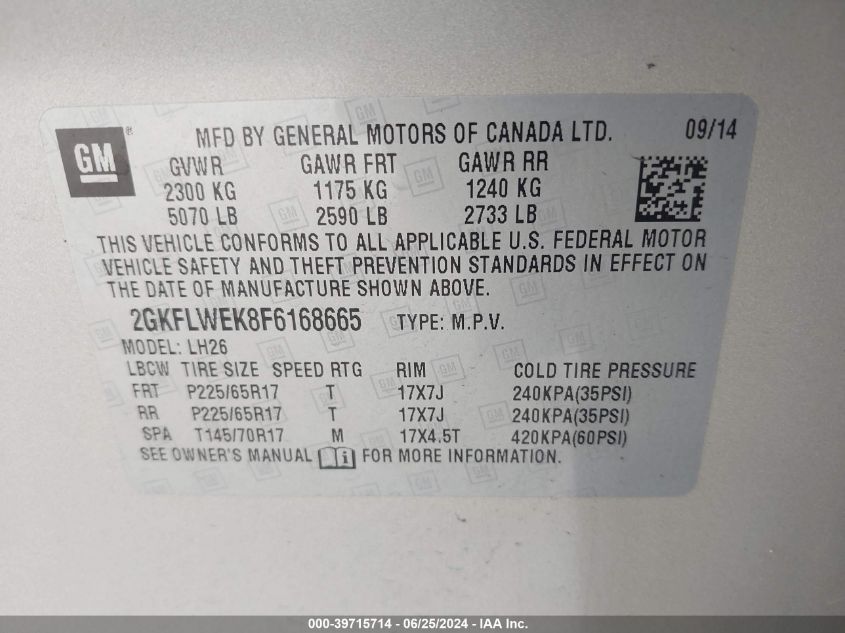 GM ®
MFD BY GENERAL MOTORS OF CANADA LTD. 09/14
GVWR GAWR FRT GAWR RR
2300 KG 1175 KG 1240 KG
5070 LB 2590 LB 2733 LB
THIS VEHICLE CONFORMS TO ALL APPLICABLE U.S. FEDERAL MOTOR
VEHICLE SAFETY AND THEFT PREVENTION STANDARDS IN EFFECT ON
THE DATE OF MANUFACTURE SHOWN ABOVE.
2GKFLWEK8F6168665 TYPE: M.P.V.
MODEL: LH26
LBCW TIRE SIZE SPEED RTG RIM COLD TIRE PRESSURE
FRT P225/65R17 T 17X7J 240KPA(35PSI)
RR P225/65R17 T 17X7J 240KPA(35PSI)
SPA T145/70R17 M 17X4.5T 420KPA(60PSI)
SEE OWNER'S MANUAL i FOR MORE INFORMATION.
000-39715714 - 06/25/2024 - IAA Inc.